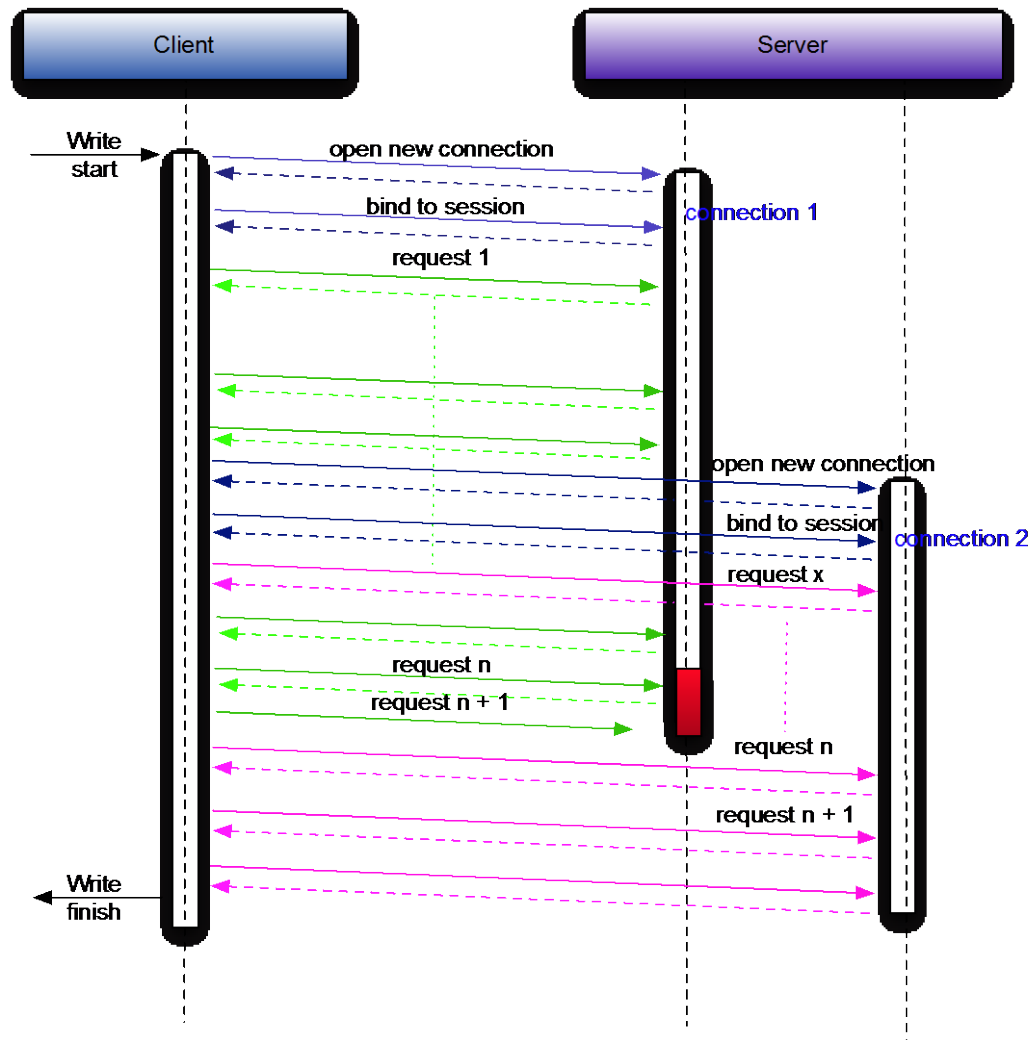 Client
Server
Write
start
open new connection
bind to session
connection 1
request 1
open new connection
bind to session
connection 2
request x
request n
request n + 1
request n
request n + 1
Write
finish